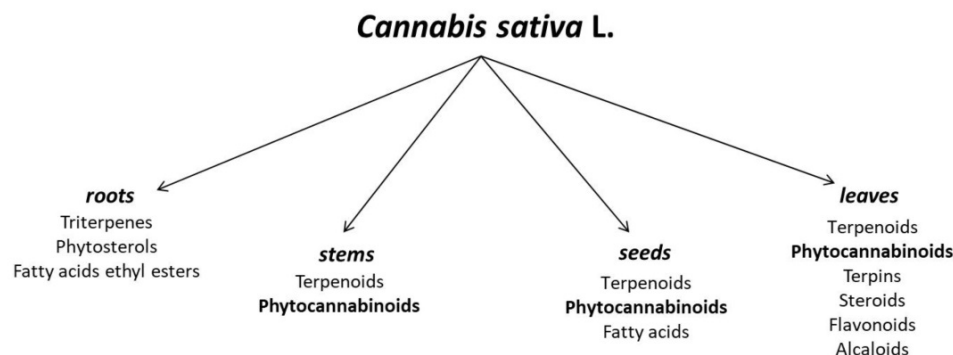 Cannabis sativa L.
roots
Triterpenes
Phytosterols
Fatty acids ethyl esters
stems
Terpenoids
Phytocannabinoids
seeds
Terpenoids
Phytocannabinoids
Fatty acids
leaves
Terpenoids
Phytocannabinoids
Terpins
Steroids
Flavonoids
Alcaloids